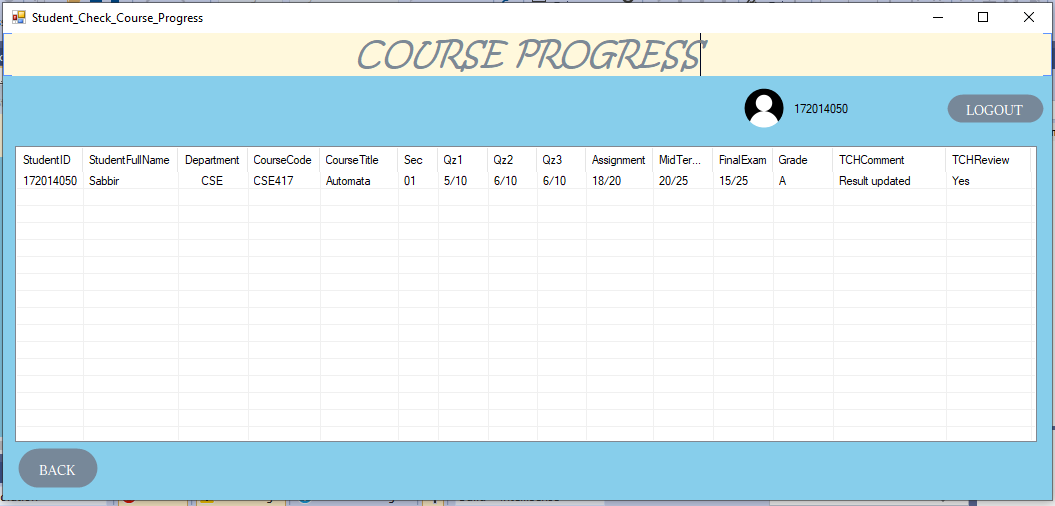 Student_Check_Course_Progress
COURSE PROGRESS
172014050
LOGOUT
StudentID StudentFullName Department CourseCode CourseTitle Sec Qz1 Qz2 Qz3 Assignment MidTer... FinalExam Grade TCHComment TCHReview
172014050 Sabbir CSE CSE417 Automata 01 5/10 6/10 6/10 18/20 20/25 15/25 A Result updated Yes
BACK